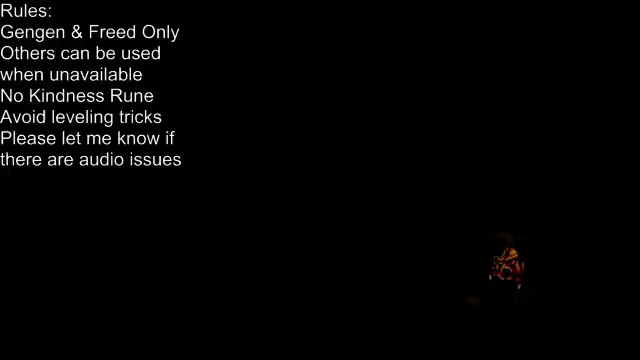 Rules:
Gengen & Freed Only
Others can be used
when unavailable
No Kindness Rune
Avoid leveling tricks
Please let me know if
there are audio issues